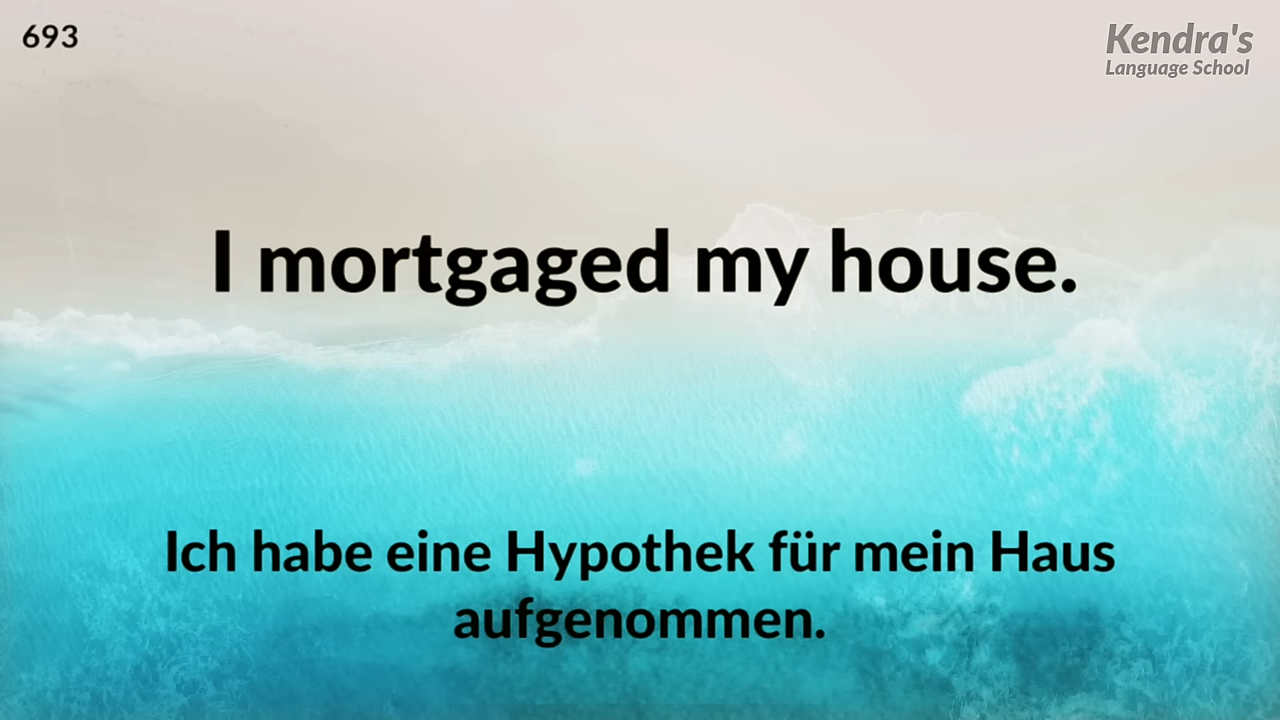 693
Kendra's
Language School
I mortgaged my house.
Ich habe eine Hypothek für mein Haus
aufgenommen.